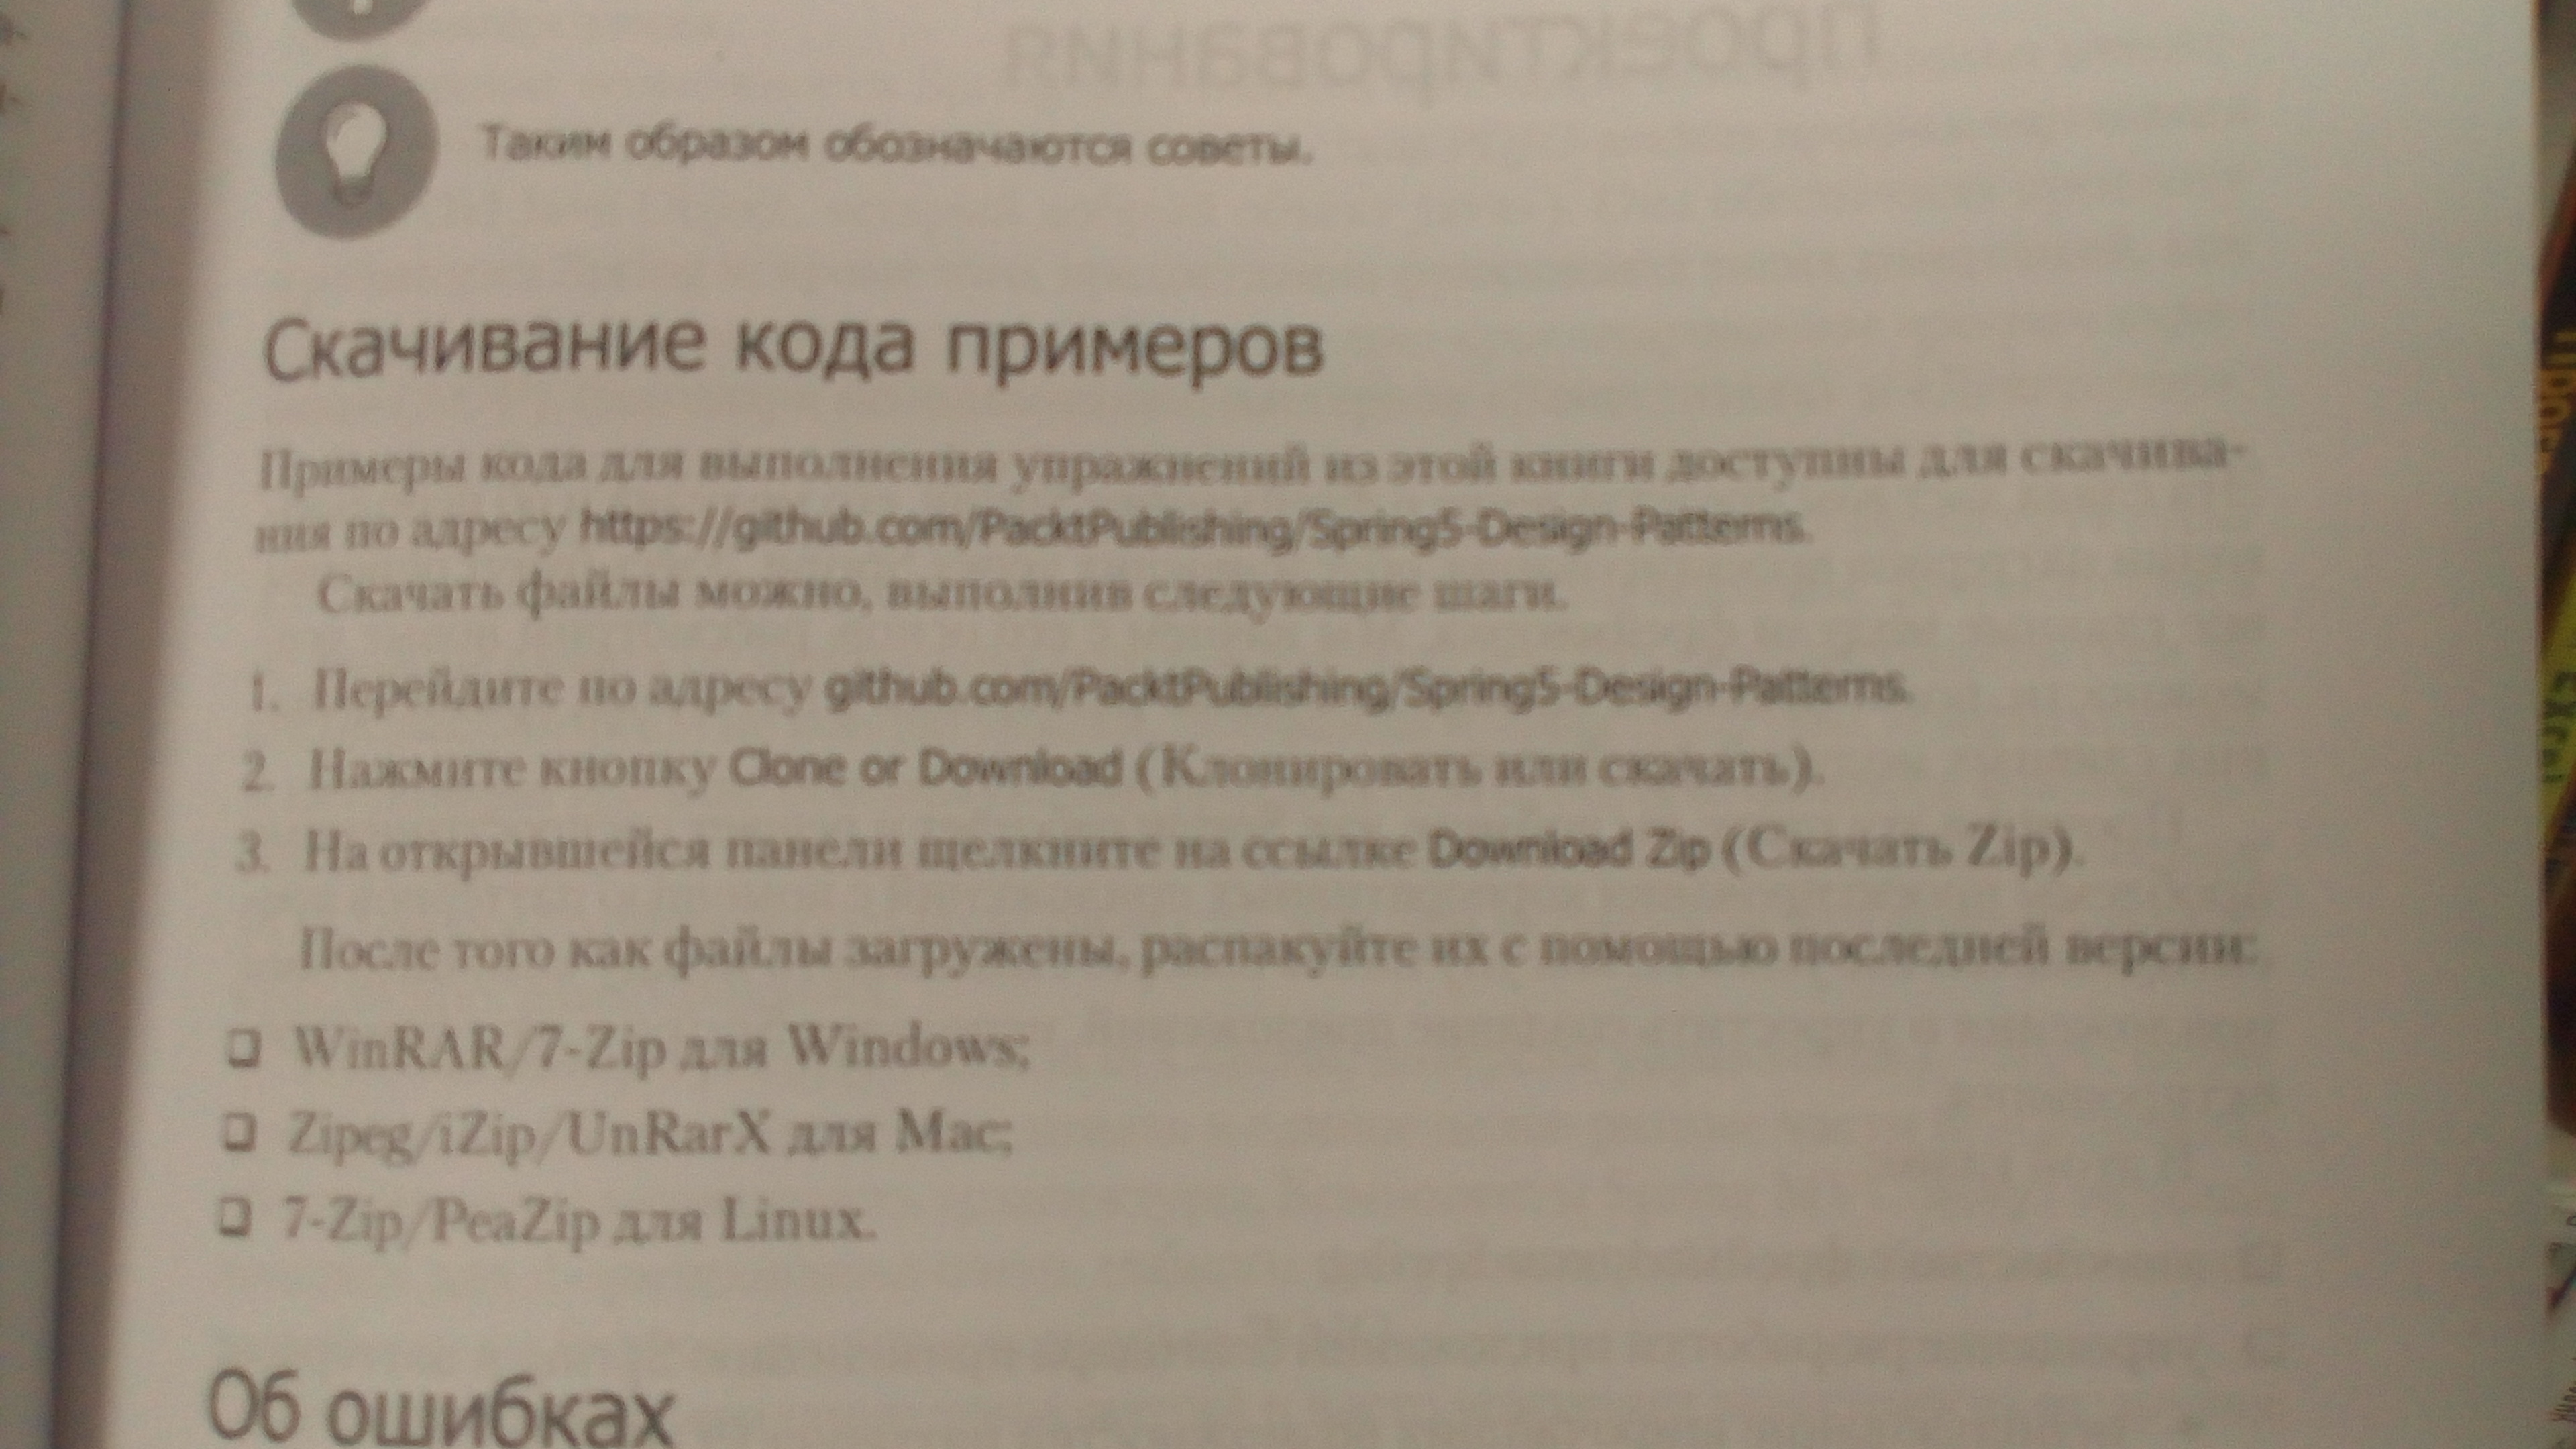 Таким образом обозначаются советы.
Скачивание кода примеров
Примеры кода для выполнения упражнений из этой книги доступны для скачива-
ния по адресу https://github.com/PacktPublishing/Spring5-Design-Patterns.
Скачать файлы можно, выполнив следующие шаги.
1. Перейдите по адресу github.com/PacktPublishing/Spring5-Design-Patterns.
2. Нажмите кнопку Clone or Download (Клонировать или скачать).
3. На открывшейся панели щелкните на ссылке Download Zip (Скачать Zip).
После того как файлы загружены, распакуйте их с помощью последней версии:
❑ WinRAR/7-Zip для Windows;
❑ Zipeg/iZip/UnRarX для Mac;
❑ 7-Zip/PeaZip для Linux.
Об ошибках